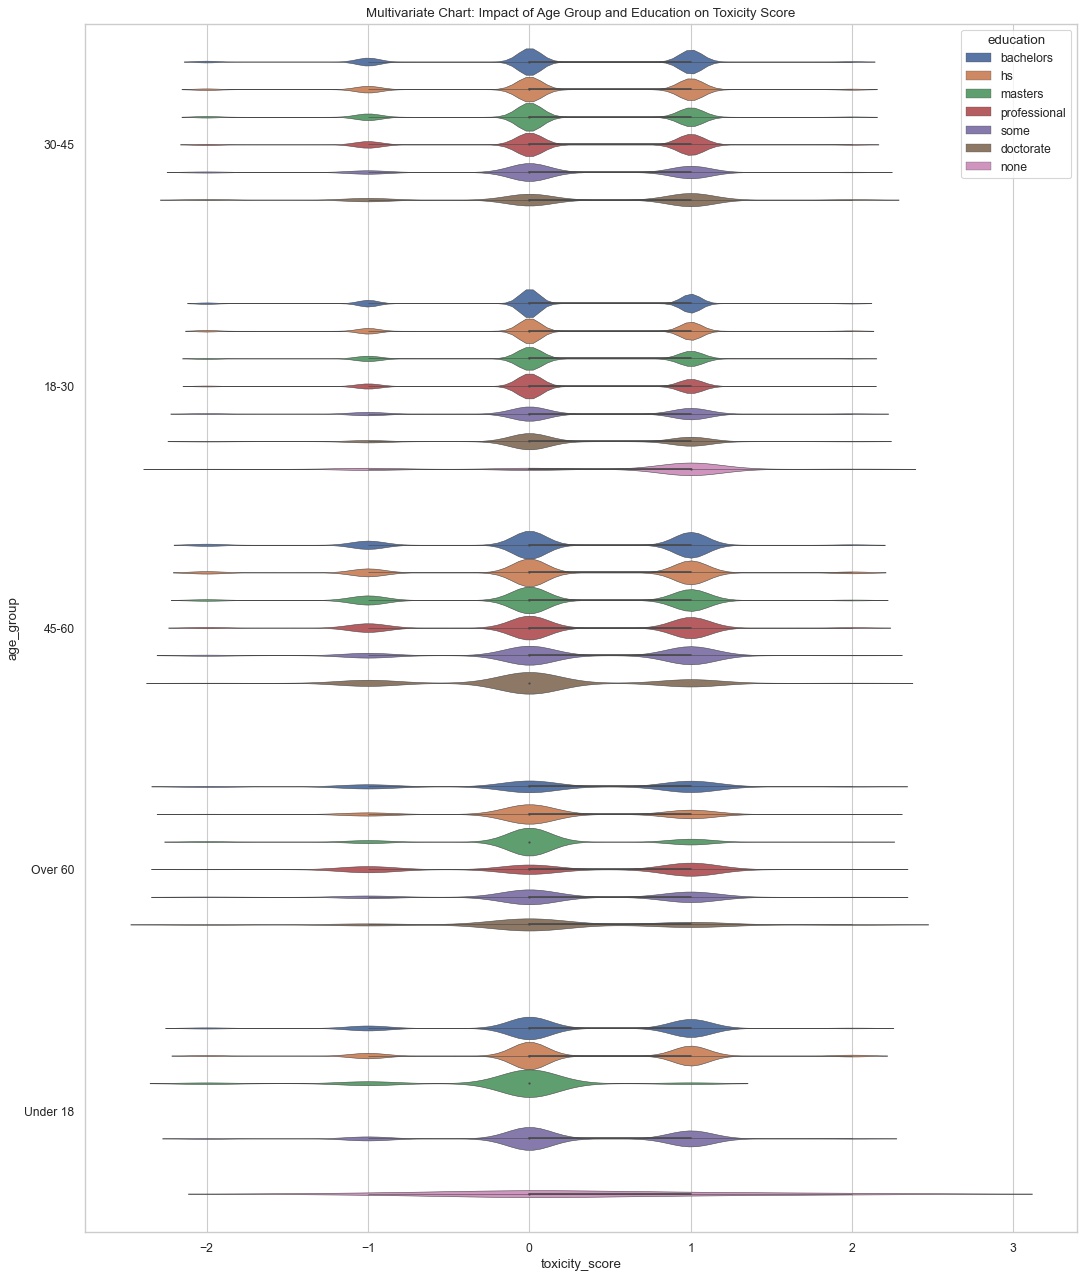 Multivariate Chart: Impact of Age Group and Education on Toxicity Score
education
bachelors
hs
masters
professional
some
doctorate
none
30-45
18-30
45-60
Over 60
Under 18
age_group
−2
−1
0
1
2
3
toxicity_score